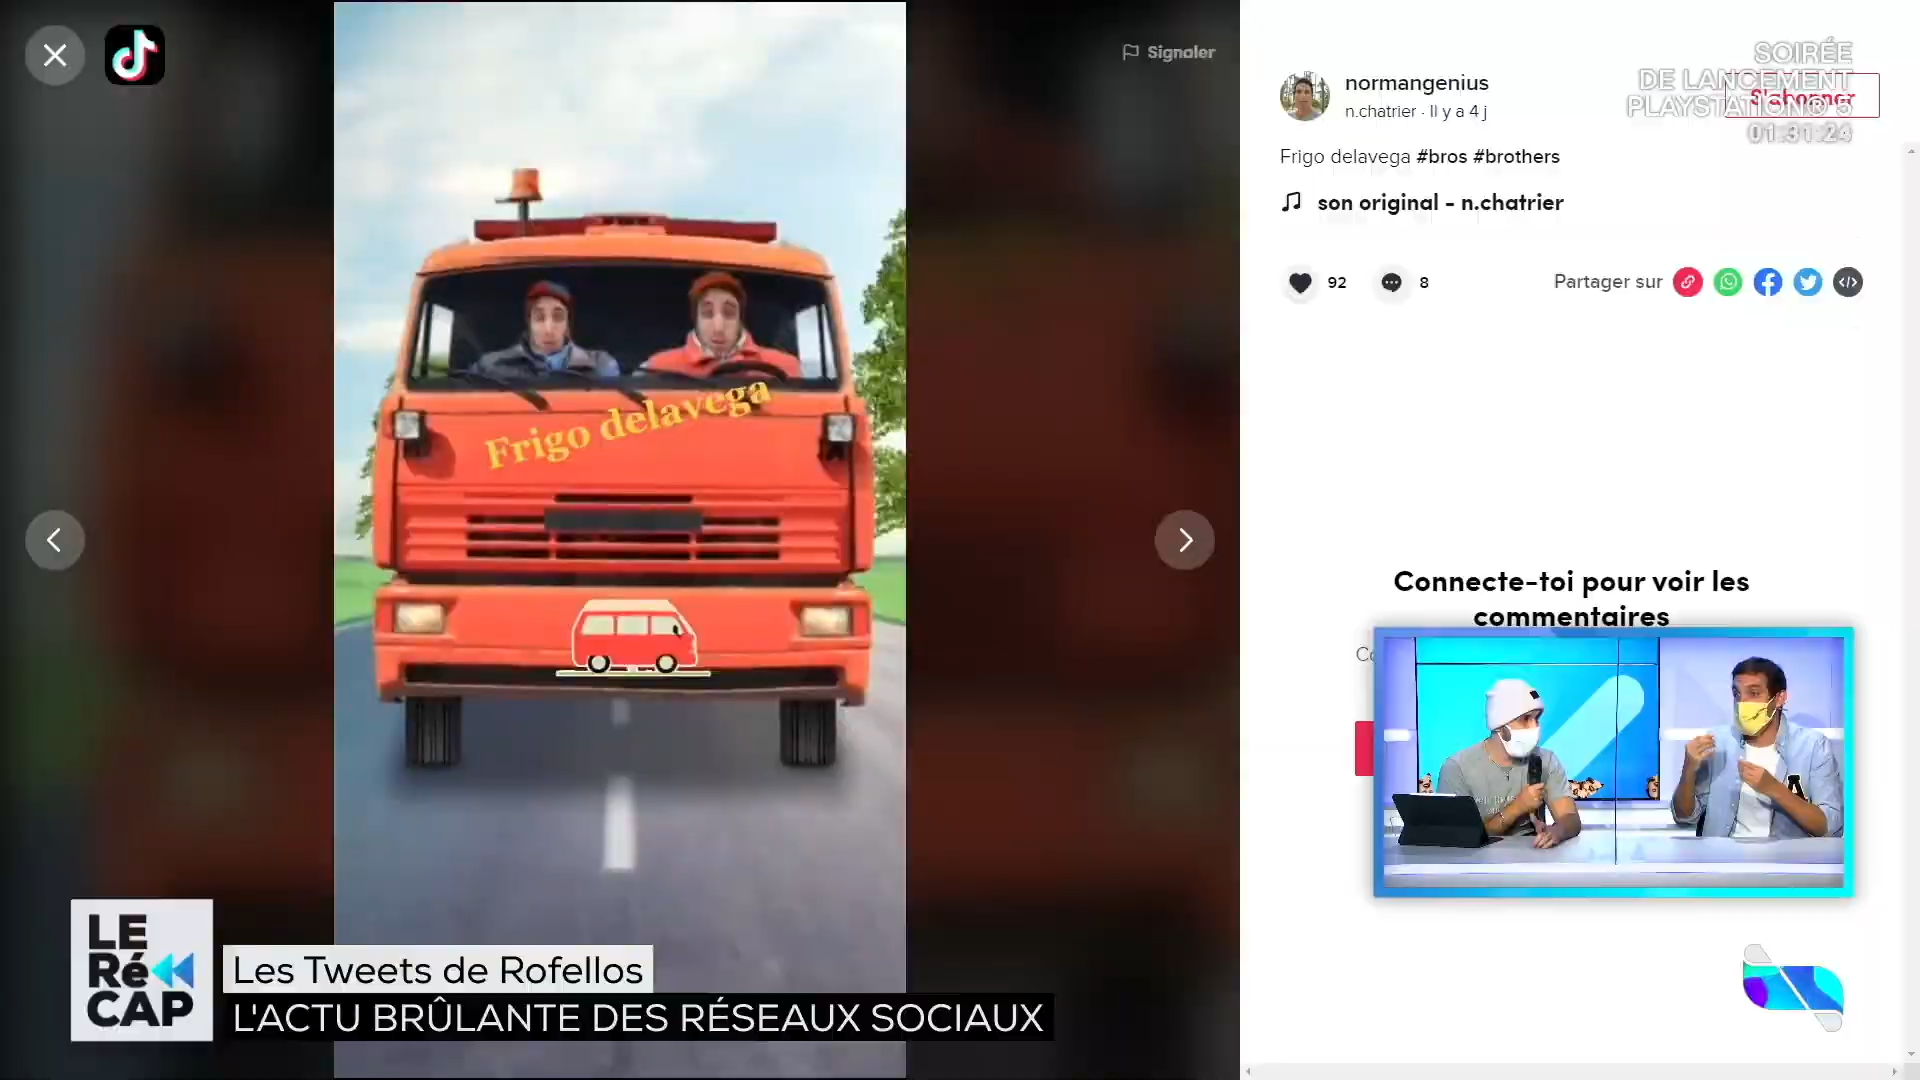 Signaler
Frigo delavega
normangenius
n.chatrier · Il y a 4 j
S'abonner
SOIRÉE
DE LANCEMENT
PLAYSTATION® 5
01:31:24
Frigo delavega #bros #brothers
son original - n.chatrier
92
8
Partager sur
Connecte-toi pour voir les
commentaires
A
LE
Ré
CAP
Les Tweets de Rofellos
L'ACTU BRÛLANTE DES RÉSEAUX SOCIAUX